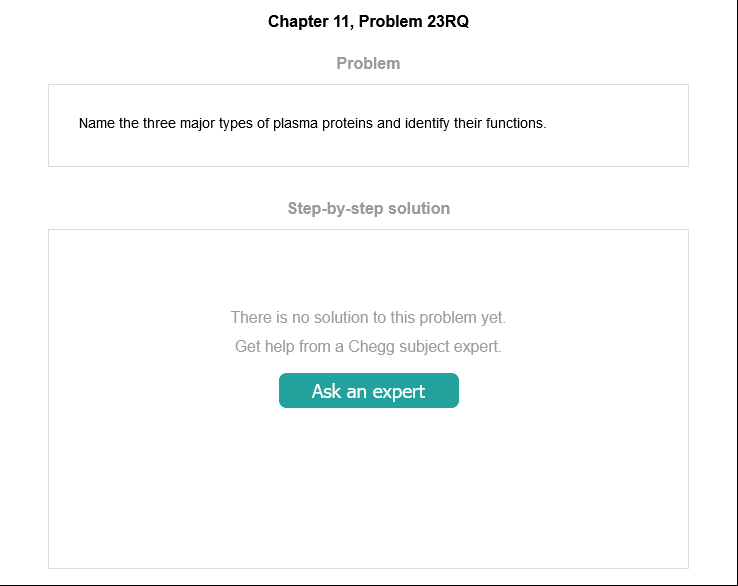 Chapter 11, Problem 23RQ
Problem
Name the three major types of plasma proteins and identify their functions.
Step-by-step solution
There is no solution to this problem yet.
Get help from a Chegg subject expert.
Ask an expert